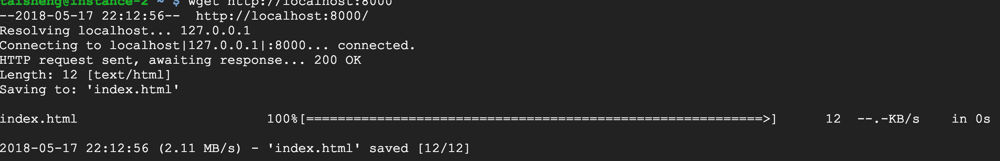 taisheng@instance-2 ~ $ wget http://localhost:8000
--2018-05-17 22:12:56--  http://localhost:8000/
Resolving localhost... 127.0.0.1
Connecting to localhost|127.0.0.1|:8000... connected.
HTTP request sent, awaiting response... 200 OK
Length: 12 [text/html]
Saving to: 'index.html'
index.html 100%[==========================================================>] 12 --.-KB/s in 0s
2018-05-17 22:12:56 (2.11 MB/s) - 'index.html' saved [12/12]